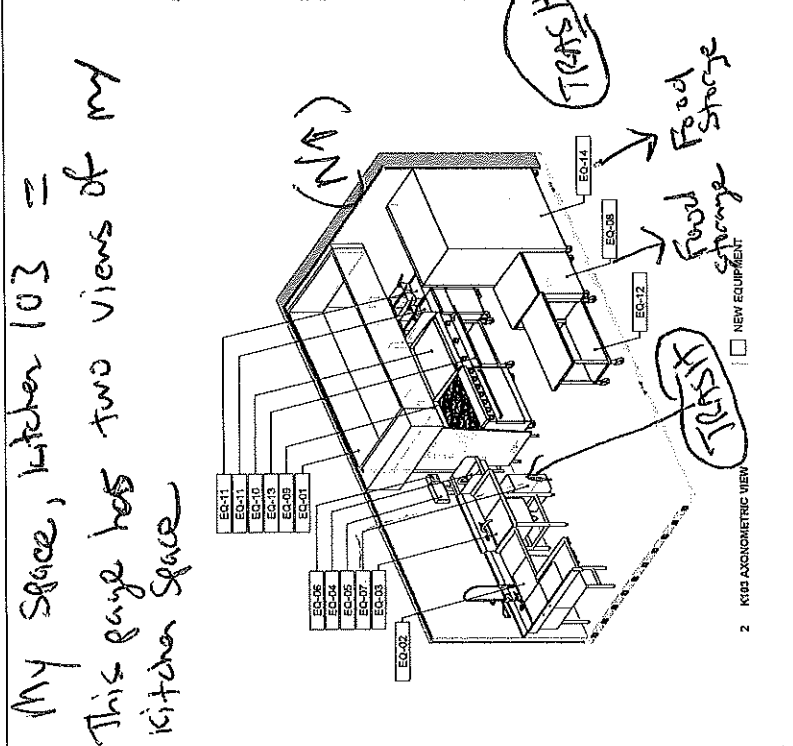 My Space, kitchen 103 =
This page has two views of my
Kitchen Space
(N↑)
TRASH
EQ-11
EQ-11
EQ-10
EQ-13
EQ-09
EQ-01
EQ-06
EQ-04
EQ-05
EQ-07
EQ-03
EQ-02
EQ-14
EQ-08
EQ-12
Food
Storage
Food
Storage
TRASH
NEW EQUIPMENT
2 K103 AXONOMETRIC VIEW